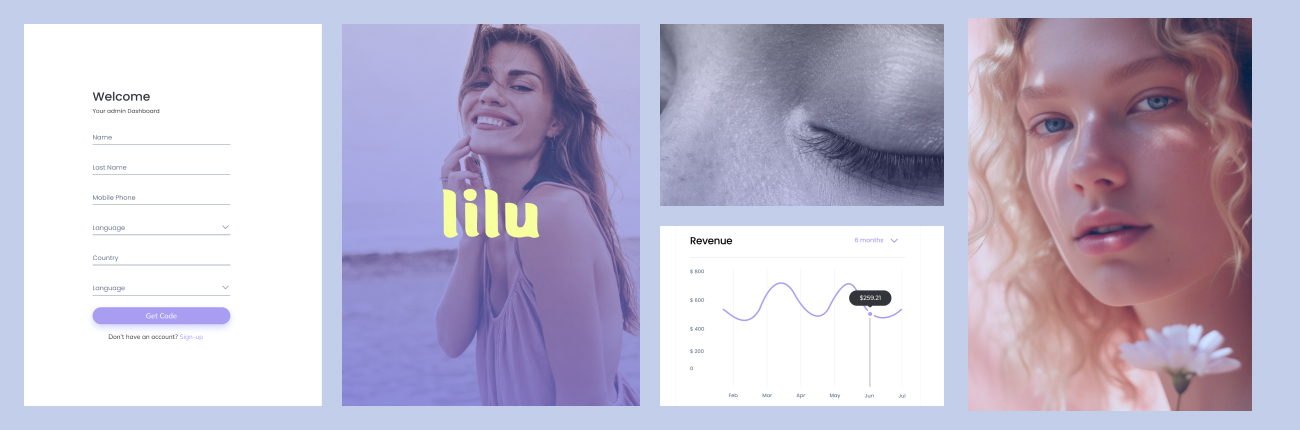 Welcome
Your admin Dashboard
Name
Last Name
Mobile Phone
Language
Country
Language
Get Code
Don't have an account? Sign-up
lilu
Revenue
6 months
$ 800
$ 600
$ 400
$ 200
0
$259.21
Feb
Mar
Apr
May
Jun
Jul